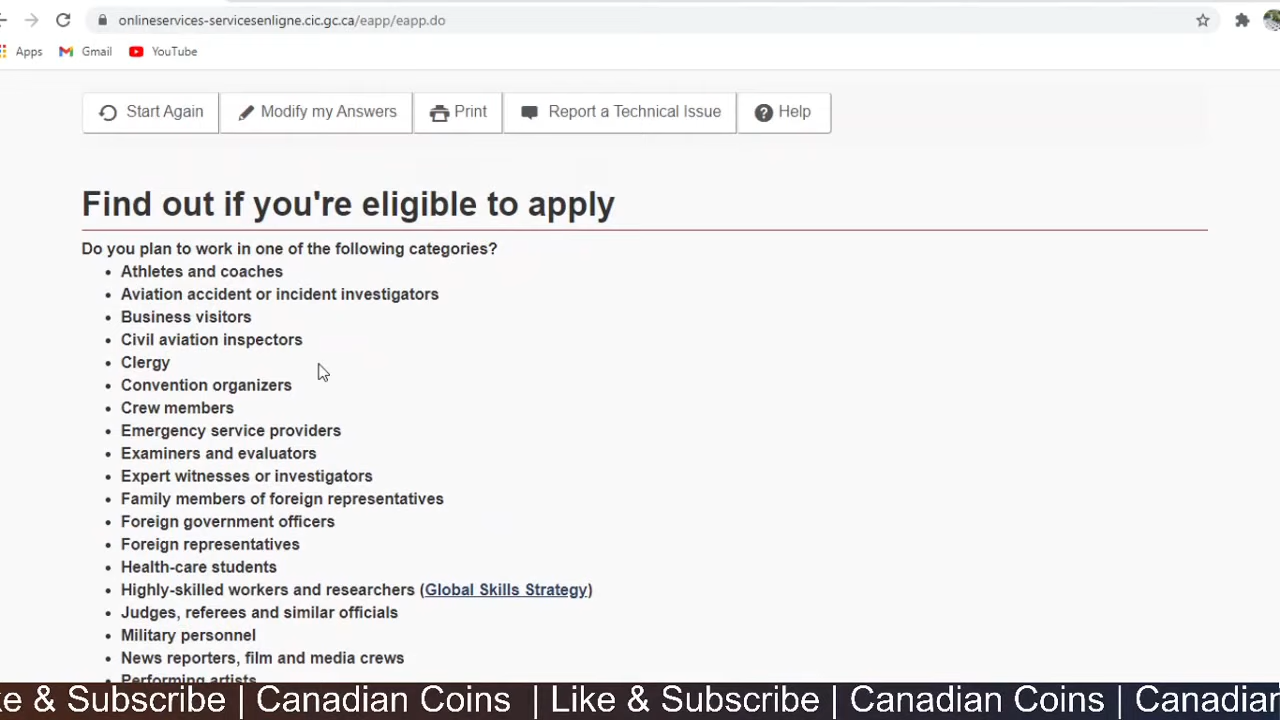 onlineservices-servicesenligne.cic.gc.ca/eapp/eapp.do
Apps Gmail YouTube
Start Again Modify my Answers Print Report a Technical Issue Help
Find out if you're eligible to apply
Do you plan to work in one of the following categories?
• Athletes and coaches
• Aviation accident or incident investigators
• Business visitors
• Civil aviation inspectors
• Clergy
• Convention organizers
• Crew members
• Emergency service providers
• Examiners and evaluators
• Expert witnesses or investigators
• Family members of foreign representatives
• Foreign government officers
• Foreign representatives
• Health-care students
• Highly-skilled workers and researchers (Global Skills Strategy)
• Judges, referees and similar officials
• Military personnel
• News reporters, film and media crews
Performing artists
ke & Subscribe | Canadian Coins | Like & Subscribe | Canadian Coins | Canadian